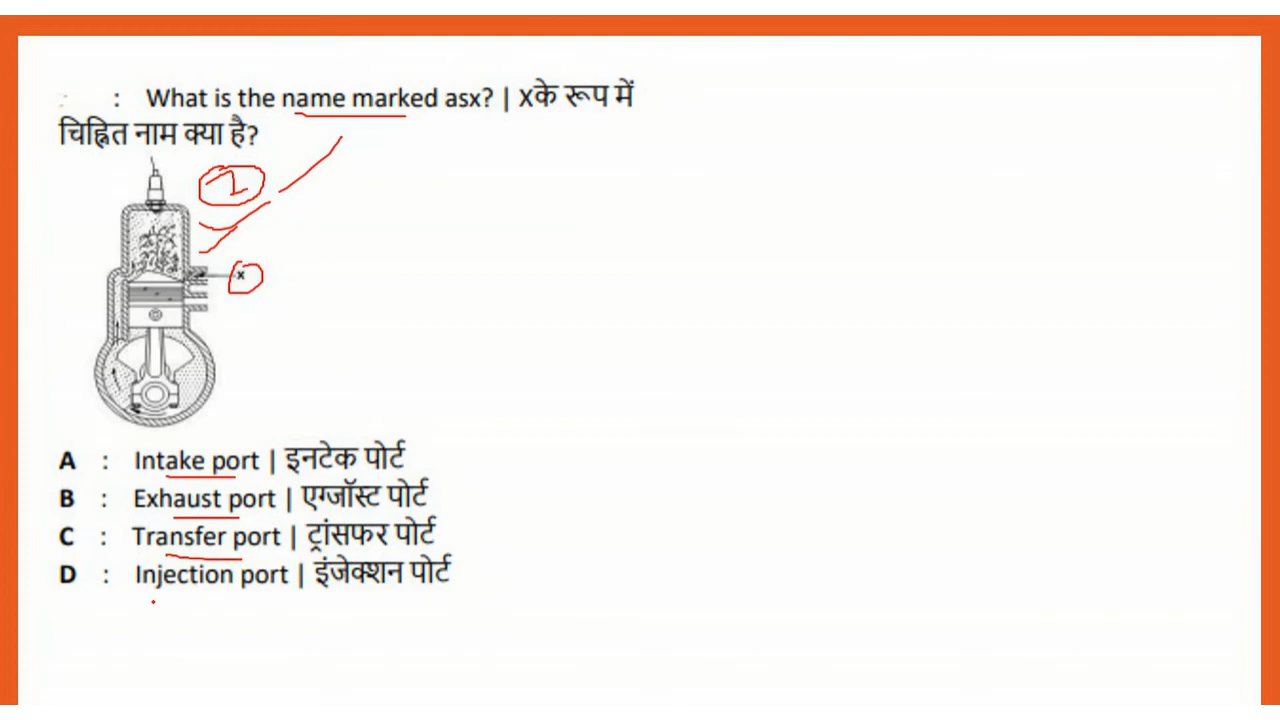 : What is the name marked asx? | Xके रूप में
चिह्नित नाम क्या है?
1
x
A : Intake port | इनटेक पोर्ट
B : Exhaust port | एग्जॉस्ट पोर्ट
C : Transfer port | ट्रांसफर पोर्ट
D : Injection port | इंजेक्शन पोर्ट